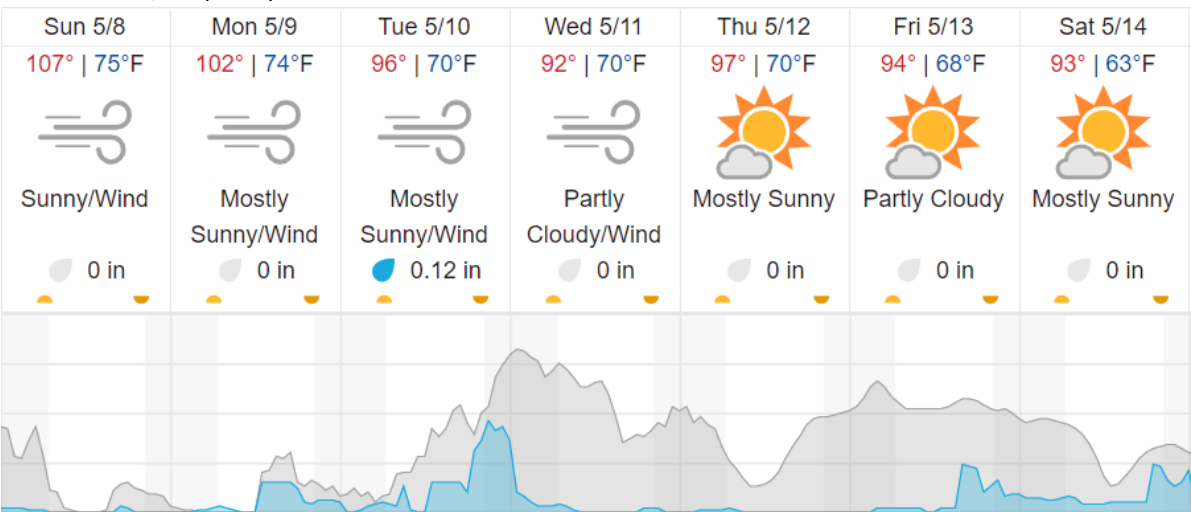 Sun 5/8 Mon 5/9 Tue 5/10 Wed 5/11 Thu 5/12 Fri 5/13 Sat 5/14
107° | 75°F 102° | 74°F 96° | 70°F 92° | 70°F 97° | 70°F 94° | 68°F 93° | 63°F
Sunny/Wind Mostly Mostly Partly Mostly Sunny Partly Cloudy Mostly Sunny
Sunny/Wind Sunny/Wind Cloudy/Wind
0 in 0 in 0.12 in 0 in 0 in 0 in 0 in